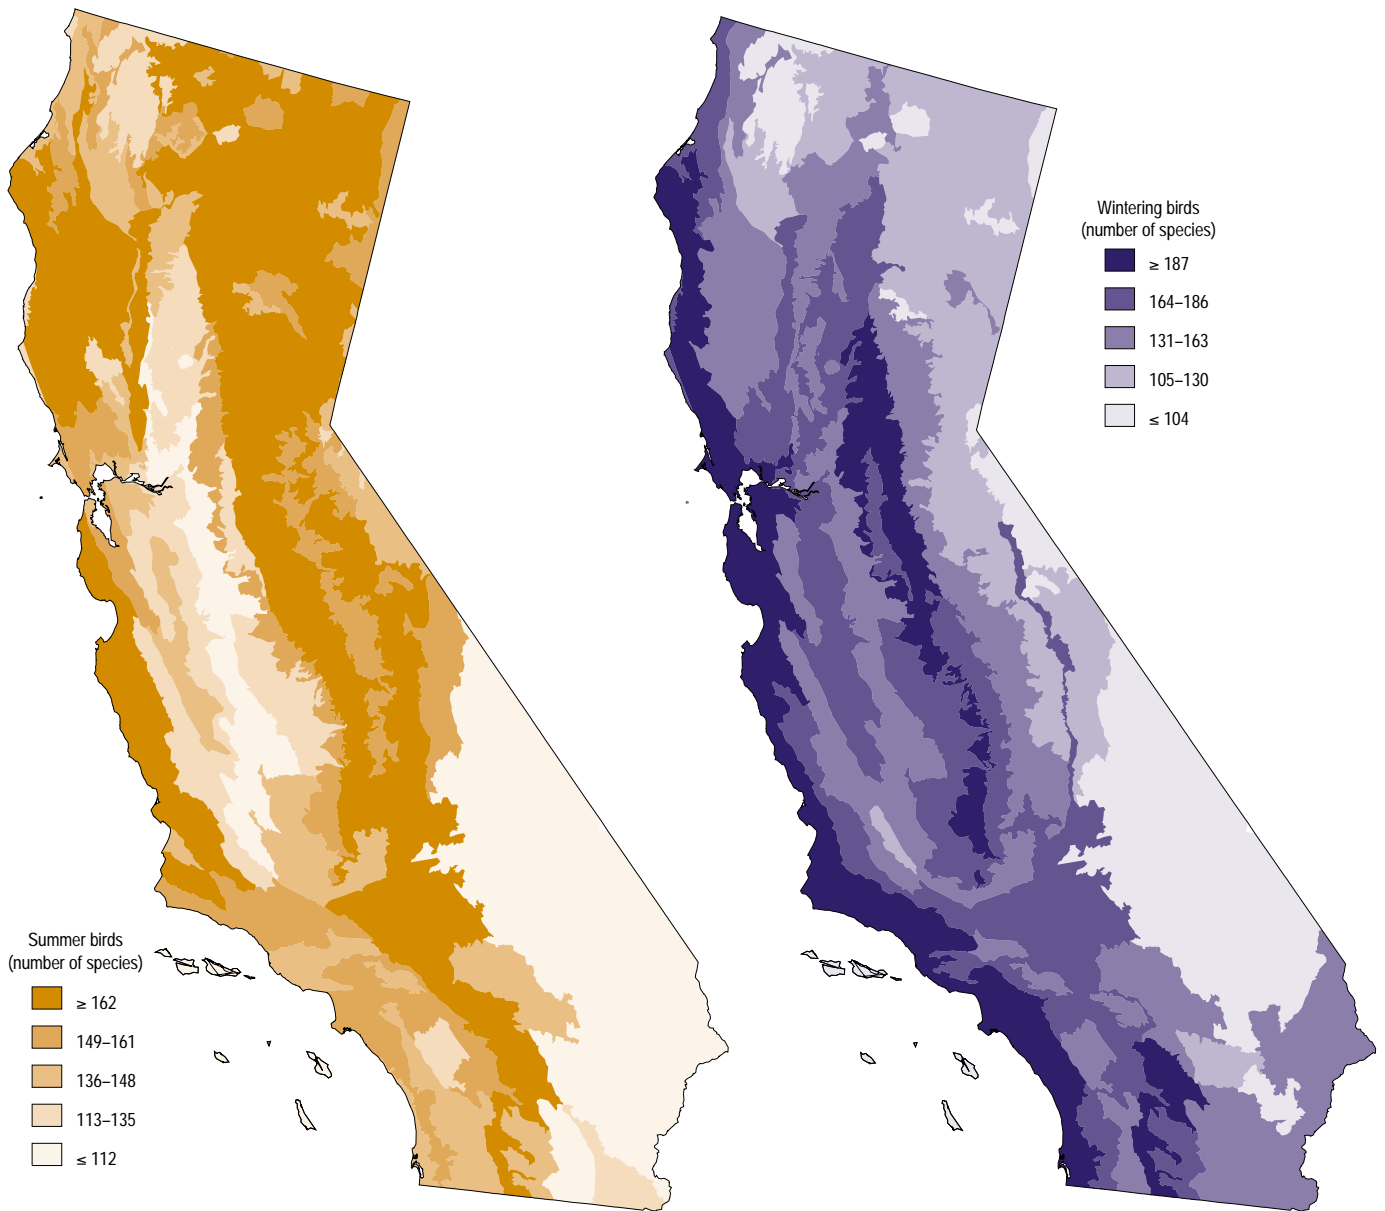 Summer birds
(number of species)
≥ 162
149–161
136–148
113–135
≤ 112
Wintering birds
(number of species)
≥ 187
164–186
131–163
105–130
≤ 104